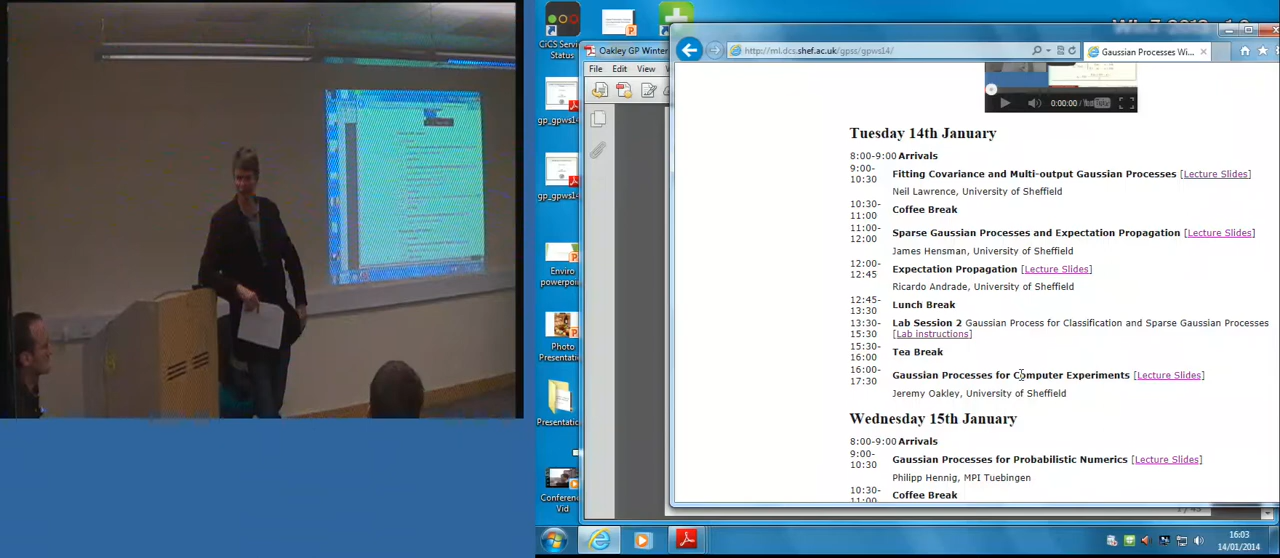 CiCS Servi
Status
gp_gpws1
gp_gpws1
Enviro
powerpoi
Photo
Presentatio
Presentatio
Conferen
Vid
Oakley GP Winter
File Edit View
http://ml.dcs.shef.ac.uk/gpss/gpws14/
Gaussian Processes Wi...
0:00:00
YouTube
Tuesday 14th January
8:00-9:00 Arrivals
9:00-
10:30
Fitting Covariance and Multi-output Gaussian Processes [Lecture Slides]
Neil Lawrence, University of Sheffield
10:30-
11:00
Coffee Break
11:00-
12:00
Sparse Gaussian Processes and Expectation Propagation [Lecture Slides]
James Hensman, University of Sheffield
12:00-
12:45
Expectation Propagation [Lecture Slides]
Ricardo Andrade, University of Sheffield
12:45-
13:30
Lunch Break
13:30-
15:30
Lab Session 2 Gaussian Process for Classification and Sparse Gaussian Processes
[Lab instructions]
15:30-
16:00
Tea Break
16:00-
17:30
Gaussian Processes for Computer Experiments [Lecture Slides]
Jeremy Oakley, University of Sheffield
Wednesday 15th January
8:00-9:00 Arrivals
9:00-
10:30
Gaussian Processes for Probabilistic Numerics [Lecture Slides]
Philipp Hennig, MPI Tuebingen
10:30-
11:00
Coffee Break
16:03
14/01/2014